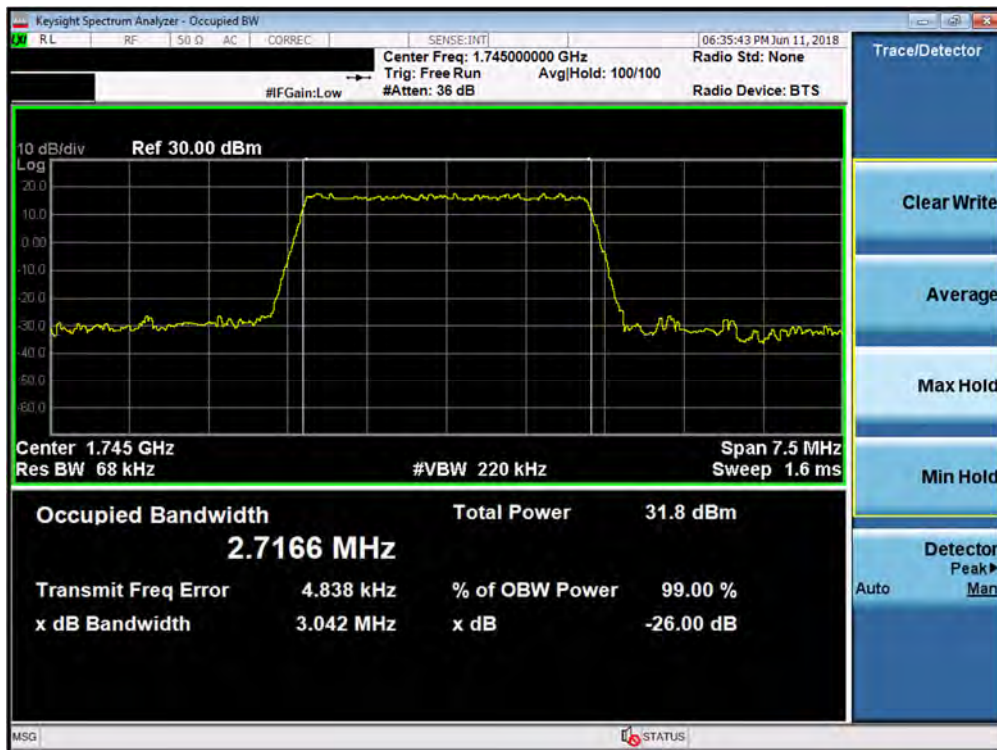 Keysight Spectrum Analyzer - Occupied BW
LXI RL RF 50 Ω AC CORREC SENSE:INT 06:35:43 PM Jun 11, 2018
Center Freq: 1.745000000 GHz Radio Std: None
Trig: Free Run Avg|Hold: 100/100
#IFGain:Low #Atten: 36 dB Radio Device: BTS
Trace/Detector
10 dB/div Ref 30.00 dBm
Log
20.0
10.0
0.00
-10.0
-20.0
-30.0
-40.0
-50.0
-60.0
Center 1.745 GHz Span 7.5 MHz
Res BW 68 kHz #VBW 220 kHz Sweep 1.6 ms
Occupied Bandwidth Total Power 31.8 dBm
2.7166 MHz
Transmit Freq Error 4.838 kHz % of OBW Power 99.00 %
x dB Bandwidth 3.042 MHz x dB -26.00 dB
Clear Write
Average
Max Hold
Min Hold
Detector
Peak▶
Auto Man
MSG STATUS